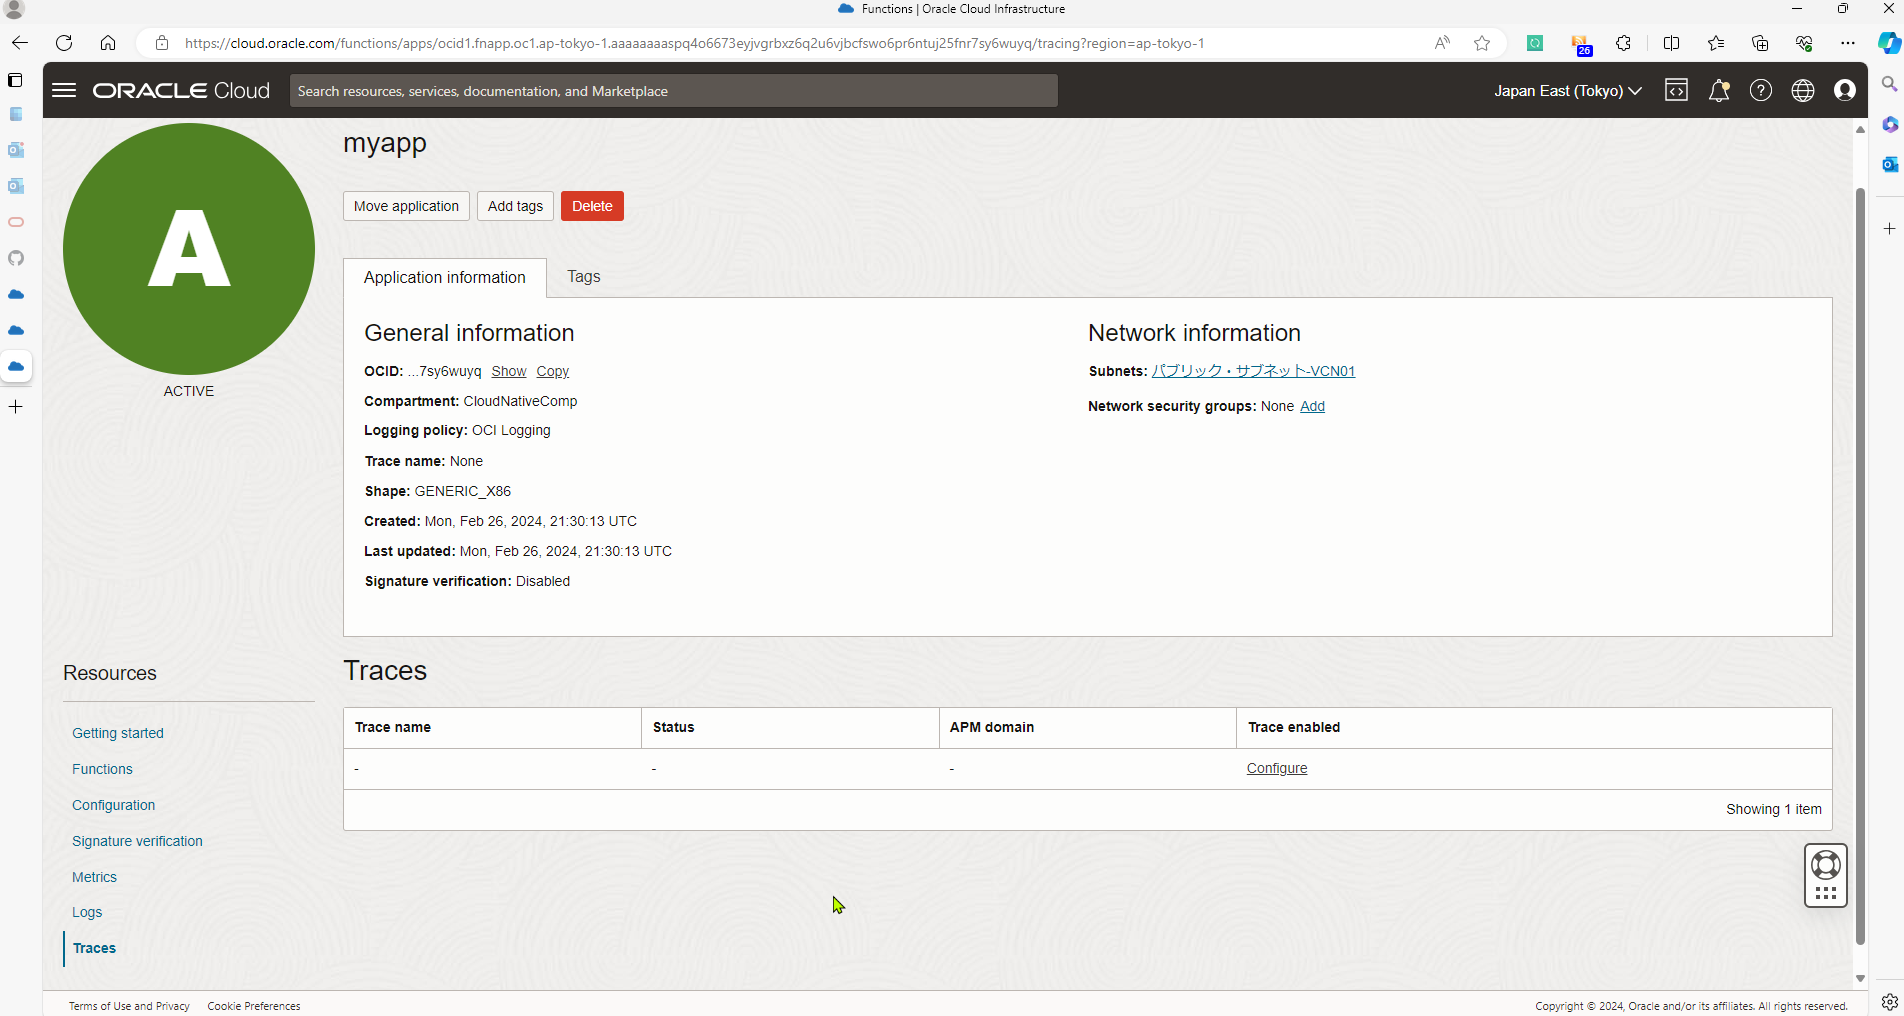 Functions | Oracle Cloud Infrastructure
https://cloud.oracle.com/functions/apps/ocid1.fnapp.oc1.ap-tokyo-1.aaaaaaaaaspq4o6673eyjvgrbxz6q2u6vjbcfswo6pr6ntuj25fnr7sy6wuyq/tracing?region=ap-tokyo-1
26
ORACLE Cloud
Search resources, services, documentation, and Marketplace
Japan East (Tokyo)
A
ACTIVE
myapp
Move application
Add tags
Delete
Application information
Tags
General information
OCID: ...7sy6wuyq Show Copy
Compartment: CloudNativeComp
Logging policy: OCI Logging
Trace name: None
Shape: GENERIC_X86
Created: Mon, Feb 26, 2024, 21:30:13 UTC
Last updated: Mon, Feb 26, 2024, 21:30:13 UTC
Signature verification: Disabled
Network information
Subnets: パブリック・サブネット-VCN01
Network security groups: None Add
Resources
Getting started
Functions
Configuration
Signature verification
Metrics
Logs
Traces
Traces
Trace name Status APM domain Trace enabled
- - - Configure
Showing 1 item
Terms of Use and Privacy Cookie Preferences
Copyright © 2024, Oracle and/or its affiliates. All rights reserved.